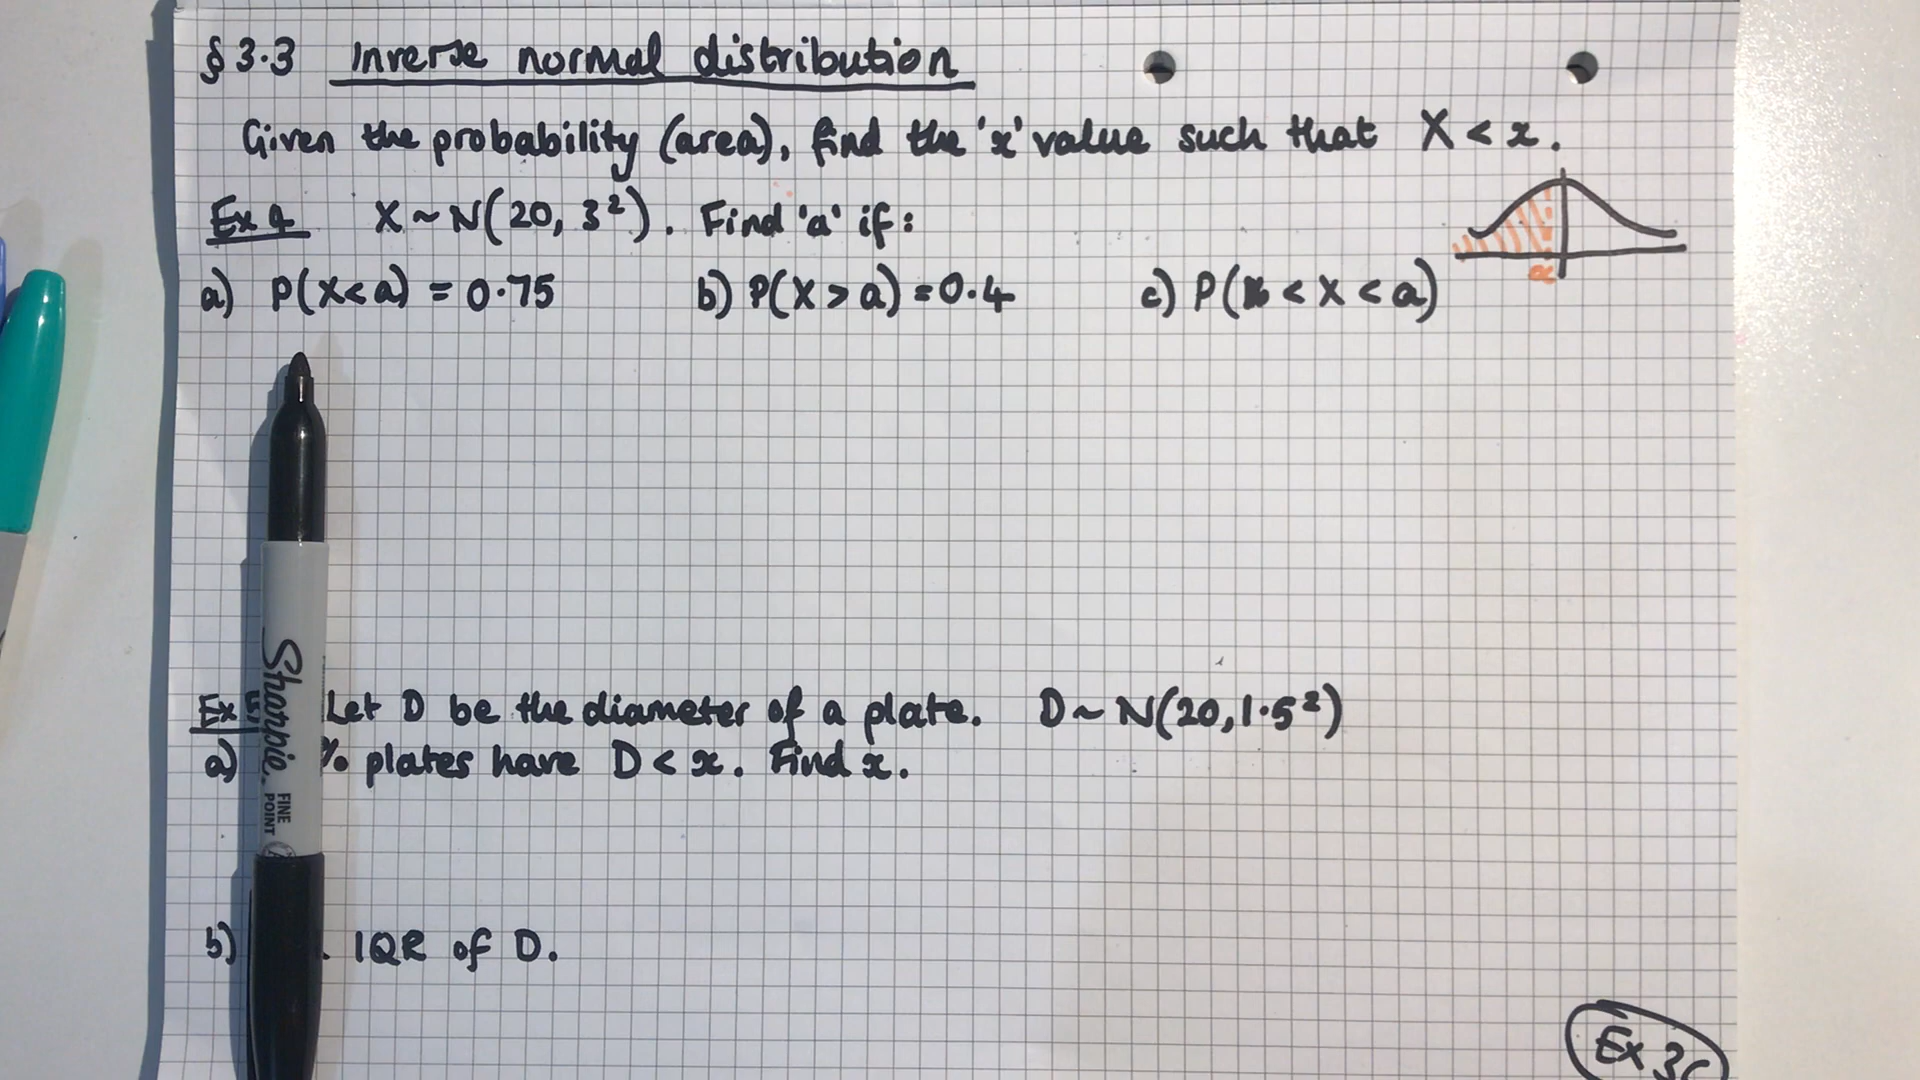 §3.3 Inverse normal distribution
Given the probability (area), find the 'x' value such that X < x.
Ex 4 X ~ N(20, 3²). Find 'a' if:
x
a) P(X<a) = 0.75 b) P(X > a) = 0.4 c) P( < X < a)
Sharpie.
FINE POINT
Ex Let D be the diameter of a plate. D ~ N(20, 1.5²)
a) % plates have D < x. Find x.
b) . IQR of D.
Ex